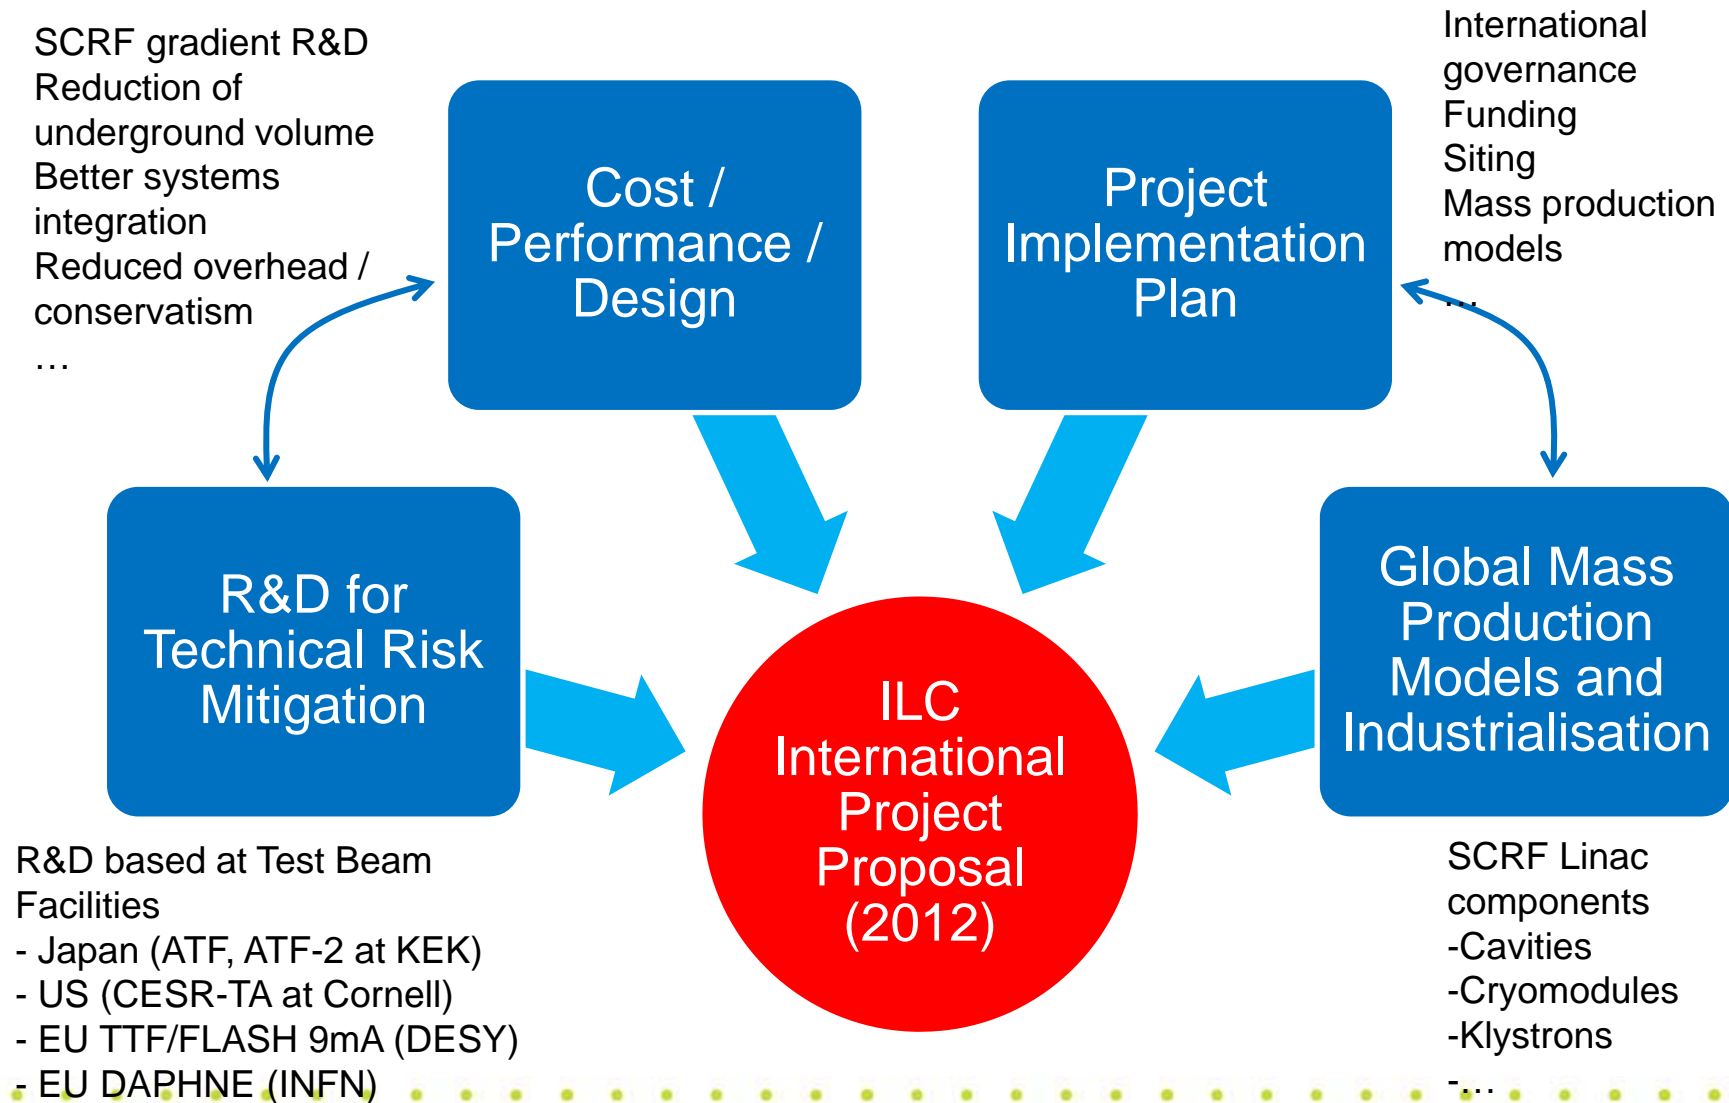 SCRF gradient R&D
Reduction of
underground volume
Better systems
integration
Reduced overhead /
conservatism
…
Cost /
Performance /
Design
Project
Implementation
Plan
International
governance
Funding
Siting
Mass production
models
…
R&D for
Technical Risk
Mitigation
ILC
International
Project
Proposal
(2012)
Global Mass
Production
Models and
Industrialisation
R&D based at Test Beam
Facilities
- Japan (ATF, ATF-2 at KEK)
- US (CESR-TA at Cornell)
- EU TTF/FLASH 9mA (DESY)
- EU DAPHNE (INFN)
SCRF Linac
components
-Cavities
-Cryomodules
-Klystrons
-…